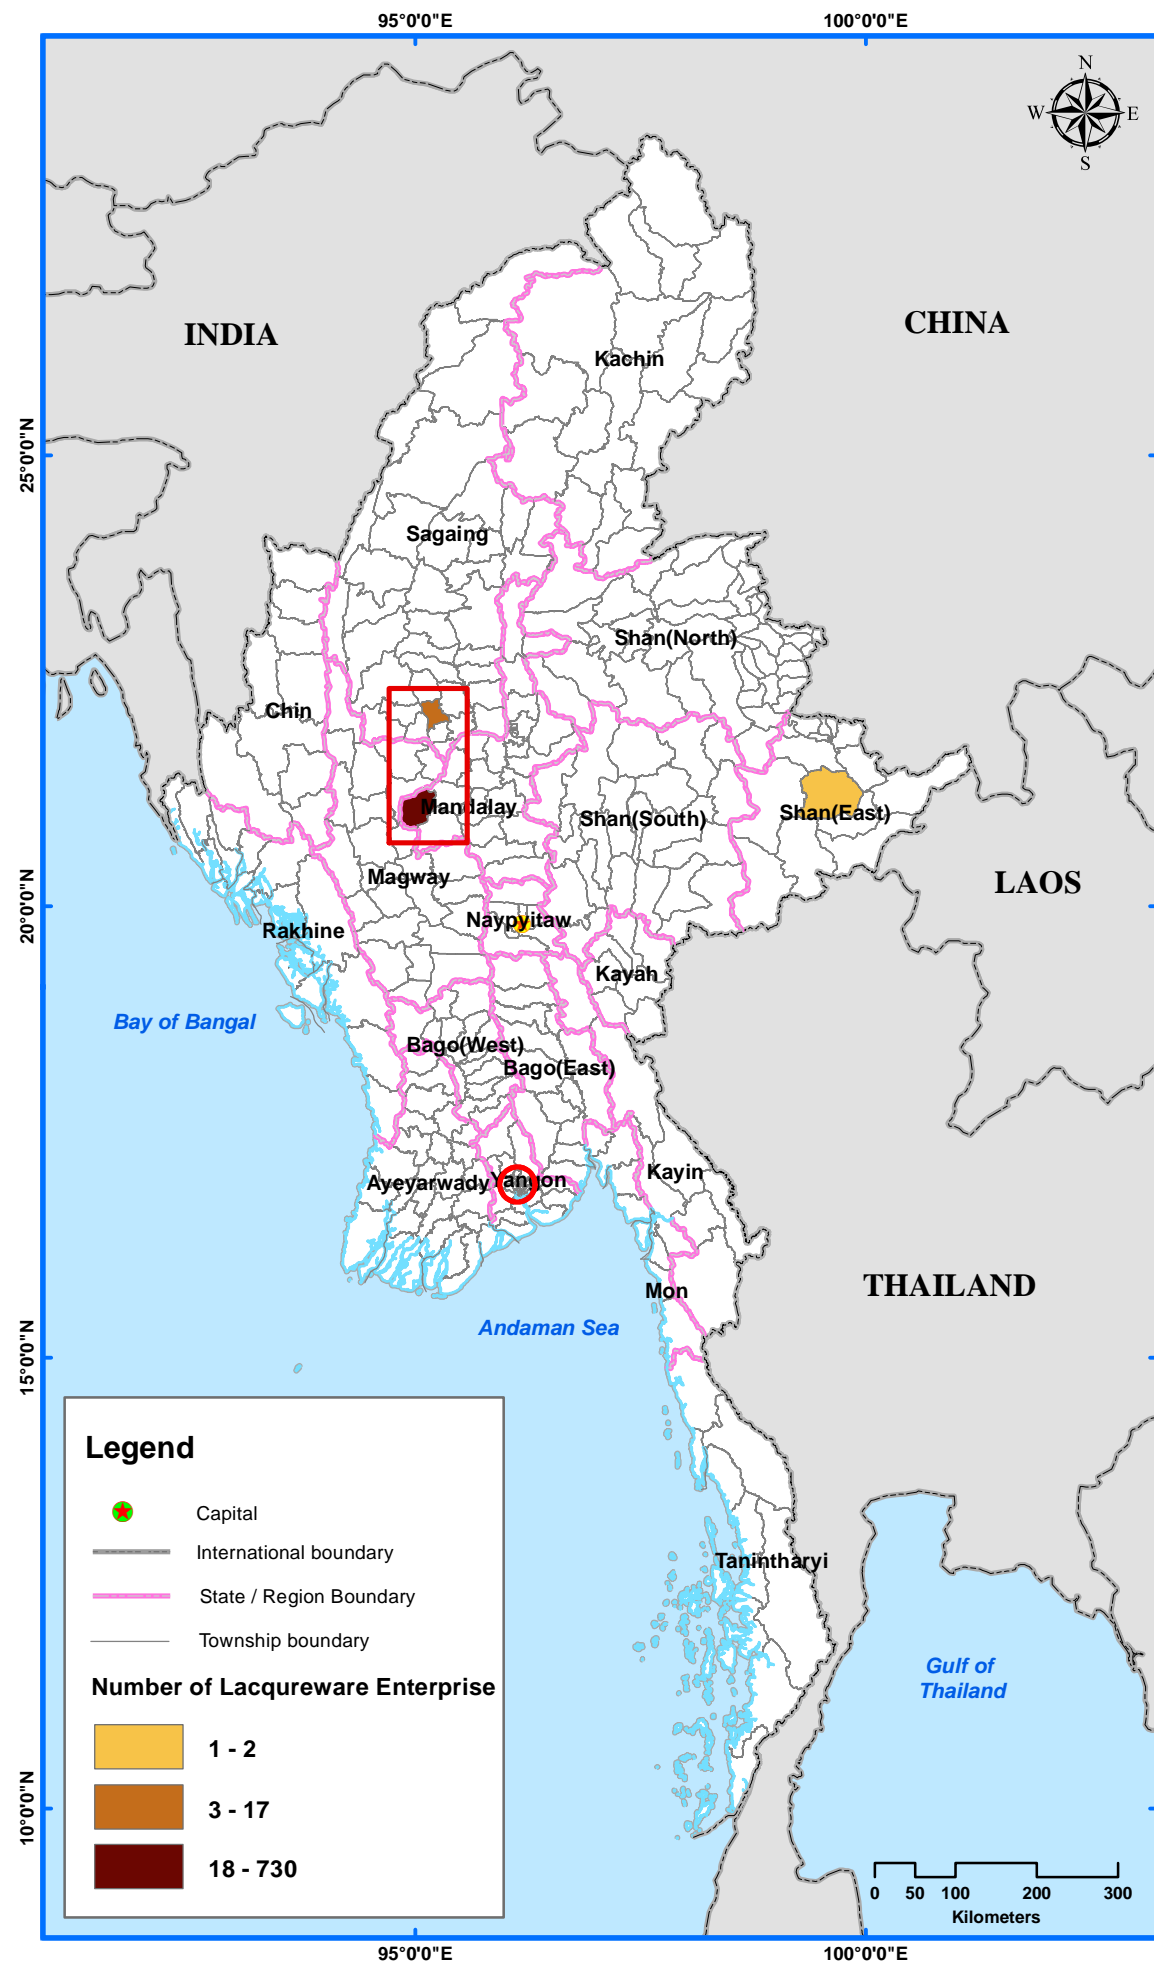 95°0'0"E
100°0'0"E
N
W
E
S
CHINA
INDIA
Kachin
25°0'0"N
Sagaing
Shan(North)
Chin
Mandalay
Shan(East)
Shan(South)
Magway
LAOS
20°0'0"N
Naypyitaw
Rakhine
Kayah
Bay of Bangal
Bago(West)
Bago(East)
Kayin
Ayeyarwady
Yangon
THAILAND
Mon
Andaman Sea
15°0'0"N
Legend
Capital
International boundary
State / Region Boundary
Township boundary
Number of Lacqureware Enterprise
1 - 2
3 - 17
18 - 730
Tanintharyi
Gulf of
Thailand
10°0'0"N
0 50 100 200 300
Kilometers
95°0'0"E
100°0'0"E